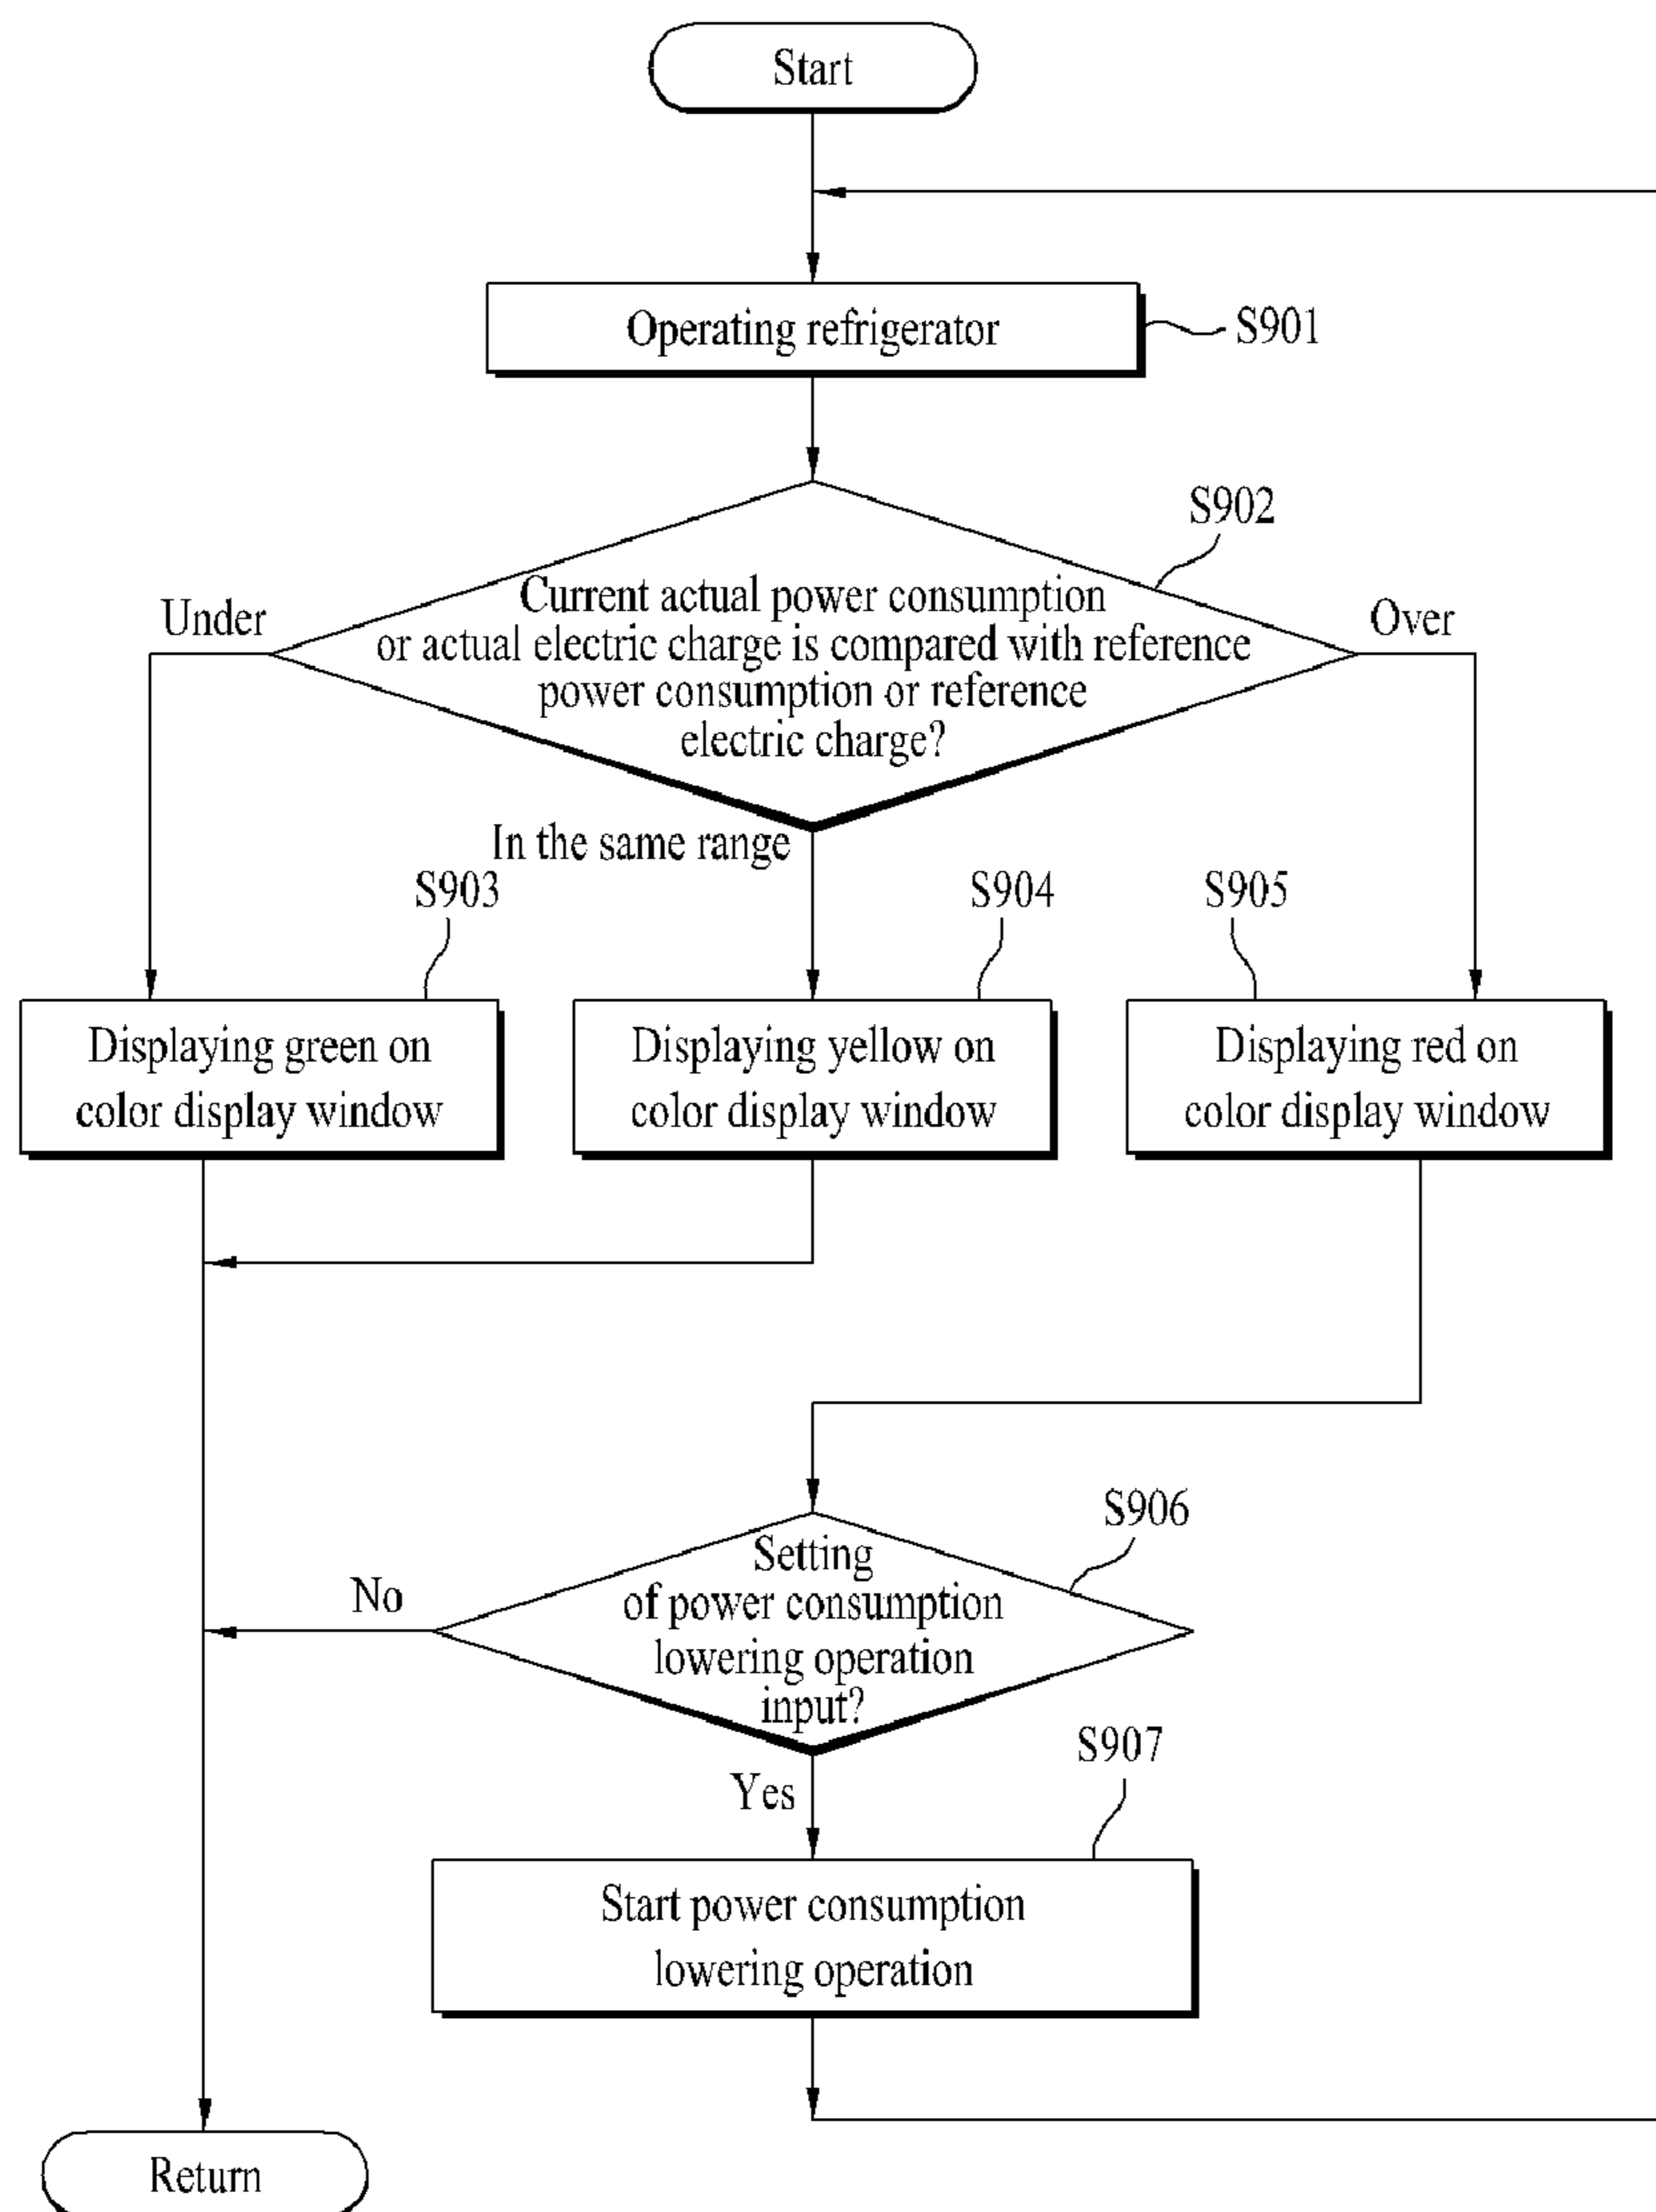 Start
Operating refrigerator
S901
S902
Current actual power consumption
or actual electric charge is compared with reference
power consumption or reference
electric charge?
Under
Over
In the same range
S903
S904
S905
Displaying green on
color display window
Displaying yellow on
color display window
Displaying red on
color display window
S906
Setting
of power consumption
lowering operation
input?
No
Yes
S907
Start power consumption
lowering operation
Return